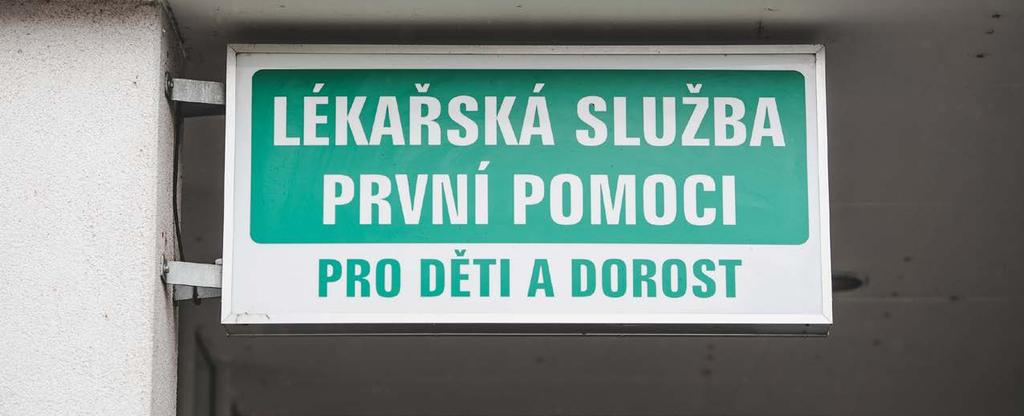 LÉKAŘSKÁ SLUŽBA
PRVNÍ POMOCI
PRO DĚTI A DOROST